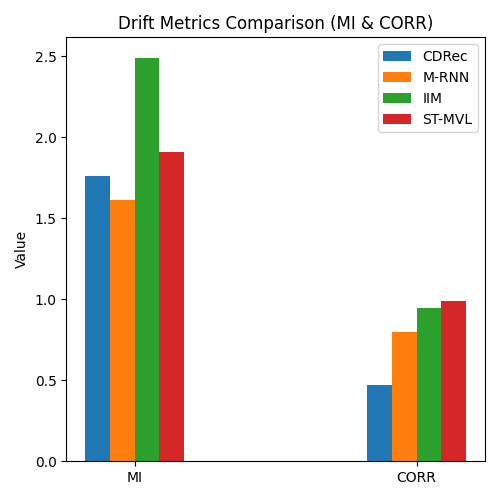 Drift Metrics Comparison (MI & CORR)
CDRec
M-RNN
IIM
ST-MVL
Value
2.5
2.0
1.5
1.0
0.5
0.0
MI
CORR